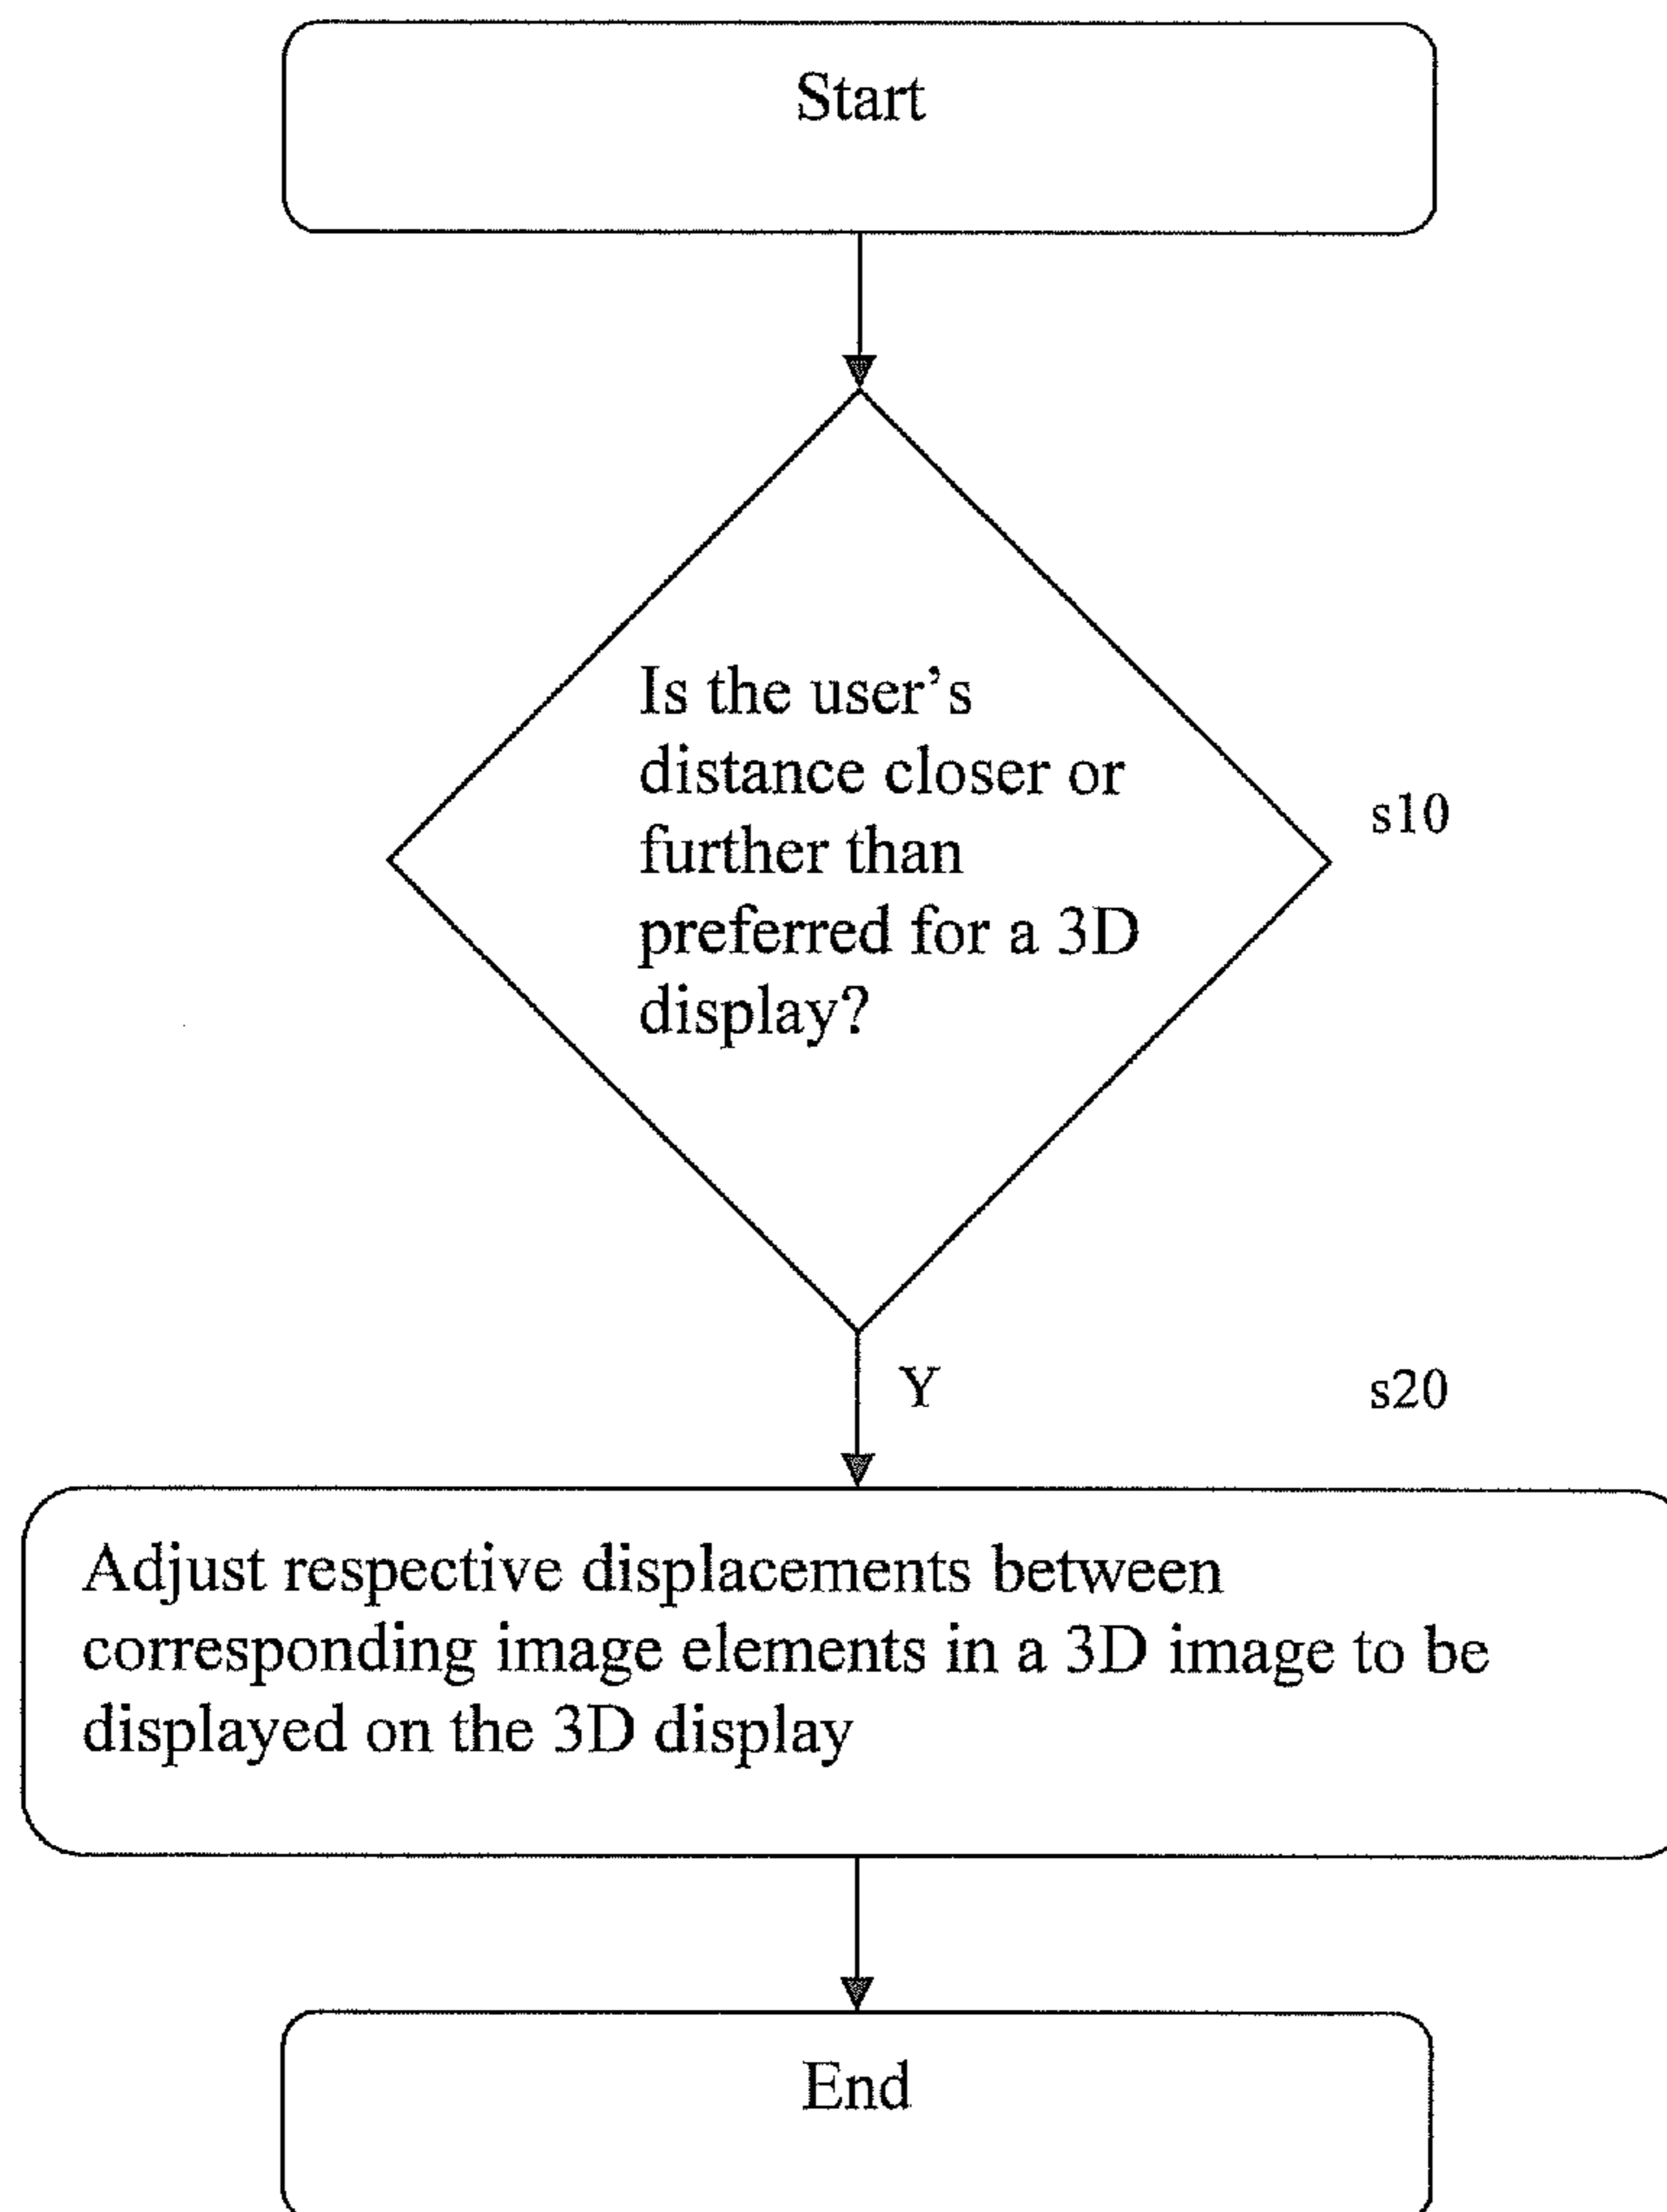 Start
Is the user’s
distance closer or
further than
preferred for a 3D
display?
s10
Y
s20
Adjust respective displacements between
corresponding image elements in a 3D image to be
displayed on the 3D display
End